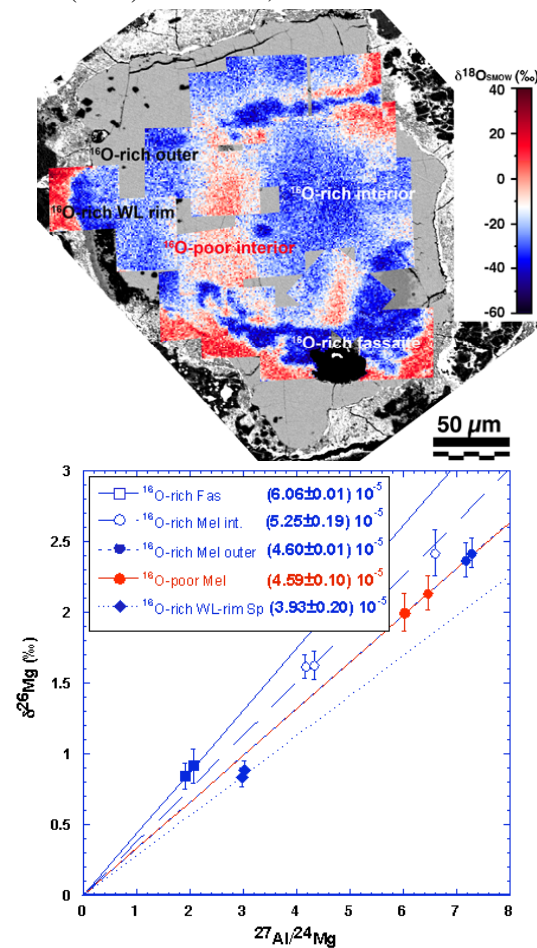 δ¹⁸O_SMOW (‰)
40
20
0
-20
-40
-60
¹⁶O-rich outer
¹⁶O-rich interior
¹⁶O-rich WL rim
¹⁶O-poor interior
¹⁶O-rich fassaite
50 µm
3
2.5
2
1.5
1
0.5
0
δ²⁶Mg (‰)
¹⁶O-rich Fas (6.06±0.01) 10⁻⁵
¹⁶O-rich Mel int. (5.25±0.19) 10⁻⁵
¹⁶O-rich Mel outer (4.60±0.01) 10⁻⁵
¹⁶O-poor Mel (4.59±0.10) 10⁻⁵
¹⁶O-rich WL-rim Sp (3.93±0.20) 10⁻⁵
0 1 2 3 4 5 6 7 8
²⁷Al/²⁴Mg